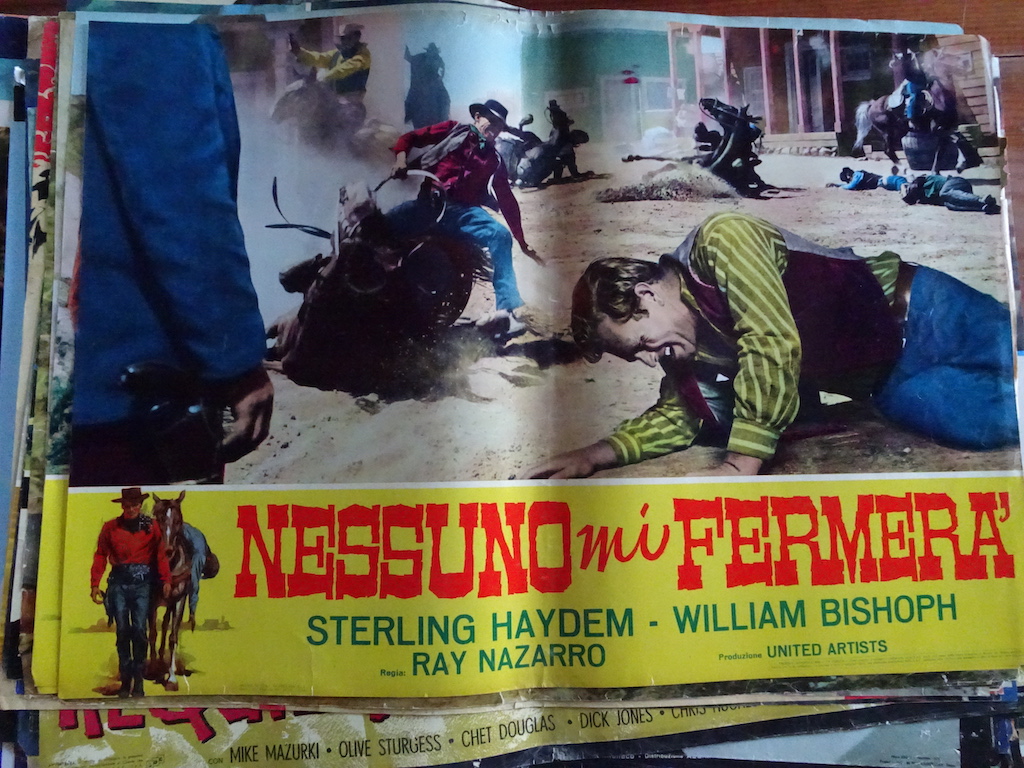 NESSUNO mi FERMERA'
STERLING HAYDEM - WILLIAM BISHOPH
Regia: RAY NAZARRO
Produzione UNITED ARTISTS
CON MIKE MAZURKI • OLIVE STURGESS • CHET DOUGLAS • DICK JONES •